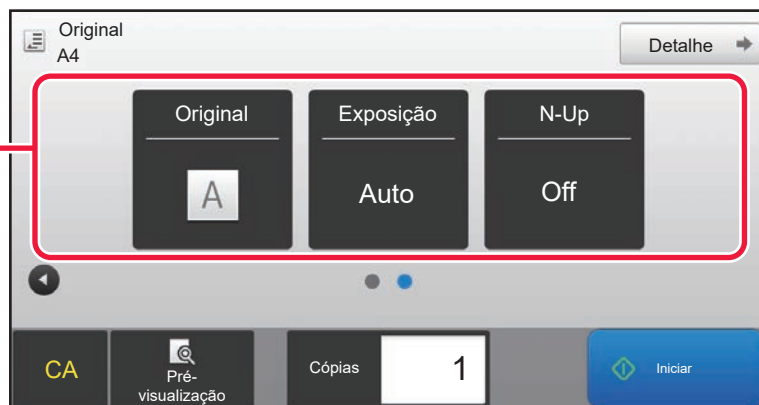 Original
A4
Detalhe
Original
Exposição
N-Up
A
Auto
Off
CA
Pré-
visualização
Cópias
1
Iniciar